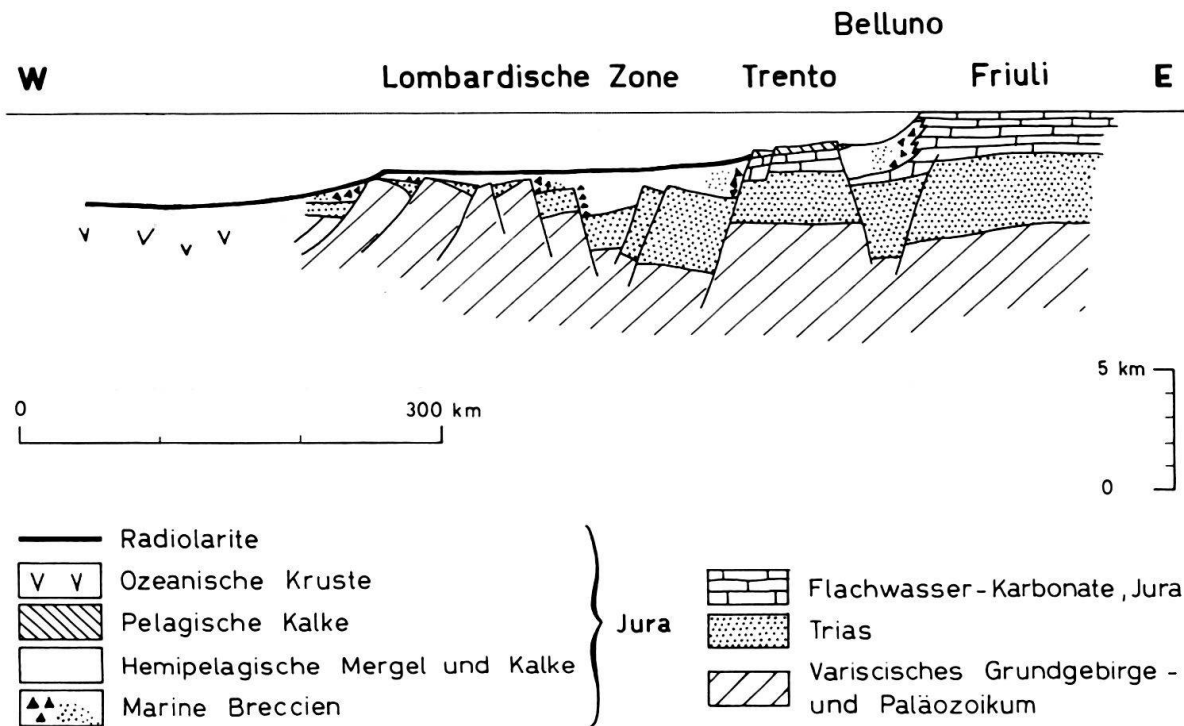 Belluno
W Lombardische Zone Trento Friuli E
5 km
0 300 km
0
Radiolarite
V V Ozeanische Kruste
Pelagische Kalke
Hemipelagische Mergel und Kalke
Marine Breccien
Jura
Flachwasser-Karbonate, Jura
Trias
Variscisches Grundgebirge -
und Paläozoikum